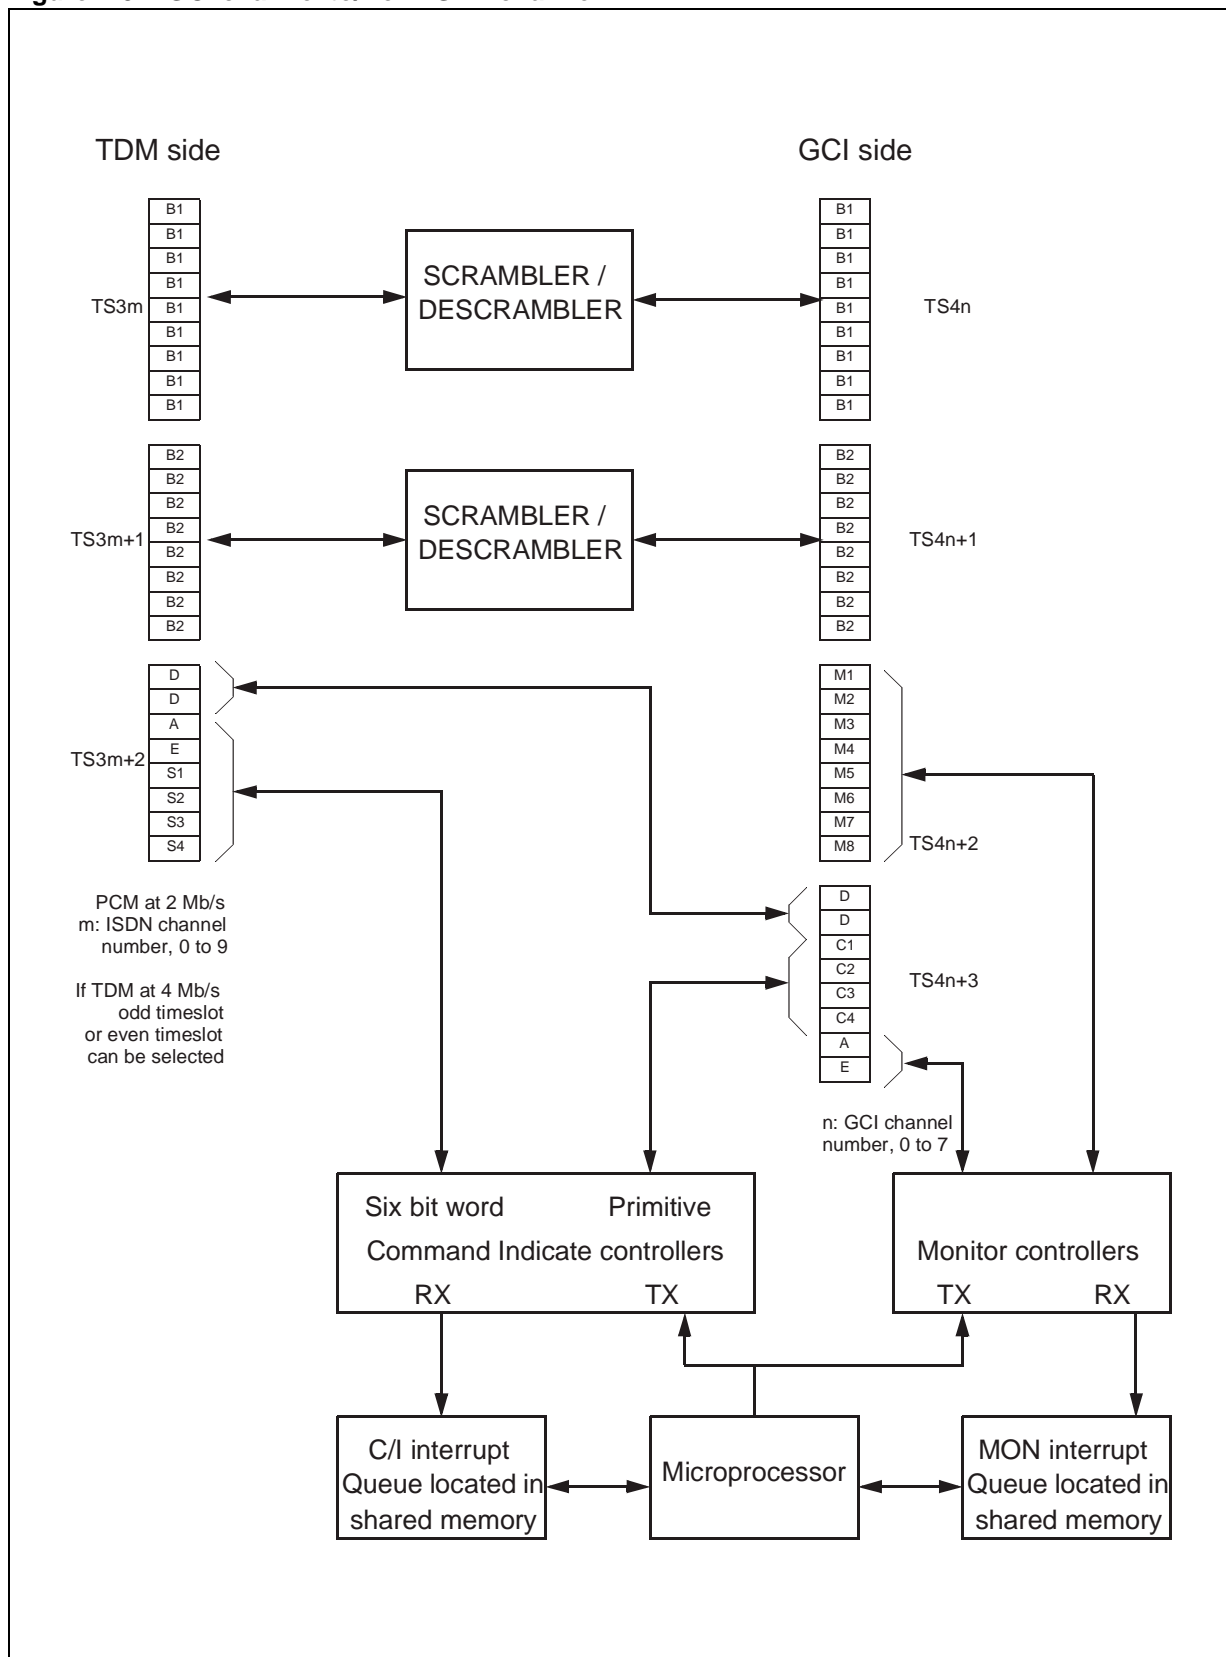 TDM side
GCI side
B1
B1
B1
B1
B1
B1
B1
B1
B1
TS3m
SCRAMBLER /
DESCRAMBLER
B1
B1
B1
B1
B1
B1
B1
B1
B1
TS4n
B2
B2
B2
B2
B2
B2
B2
B2
TS3m+1
SCRAMBLER /
DESCRAMBLER
B2
B2
B2
B2
B2
B2
B2
B2
TS4n+1
D
D
A
E
S1
S2
S3
S4
TS3m+2
M1
M2
M3
M4
M5
M6
M7
M8
TS4n+2
PCM at 2 Mb/s
m: ISDN channel
number, 0 to 9
If TDM at 4 Mb/s
odd timeslot
or even timeslot
can be selected
D
D
C1
C2
C3
C4
A
E
TS4n+3
n: GCI channel
number, 0 to 7
Six bit word Primitive
Command Indicate controllers
RX TX
Monitor controllers
TX RX
C/I interrupt
Queue located in
shared memory
Microprocessor
MON interrupt
Queue located in
shared memory